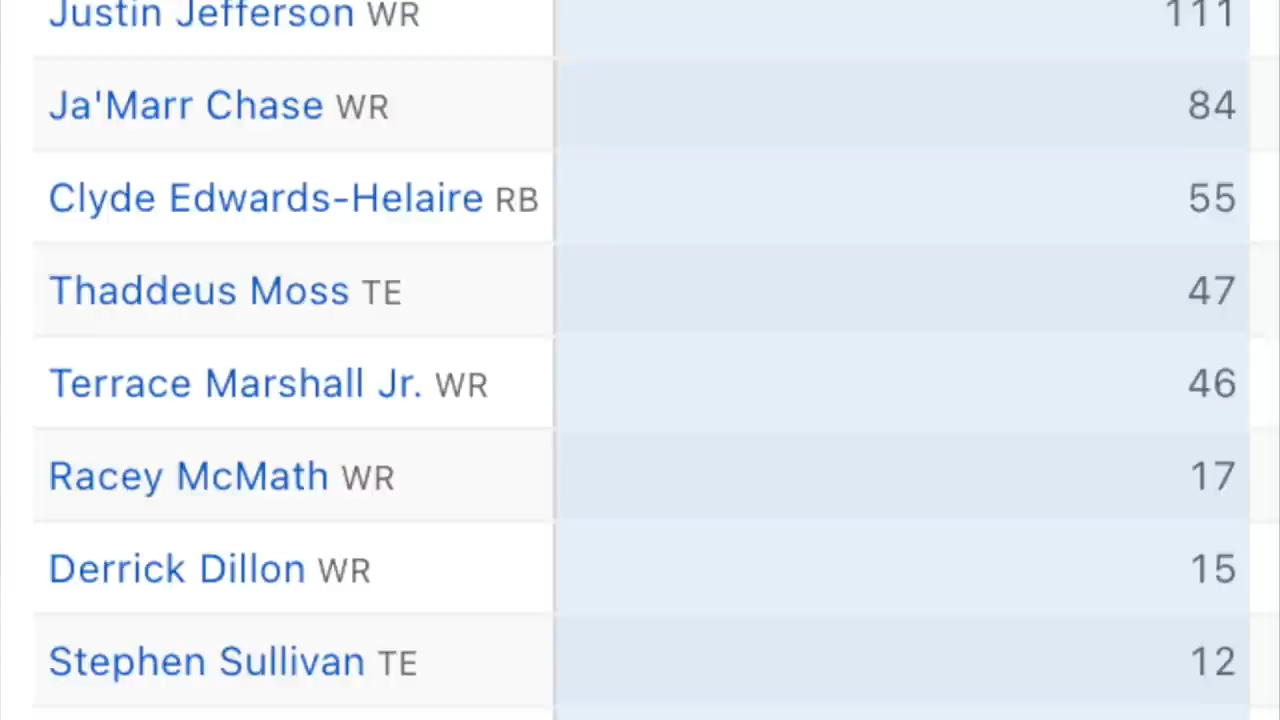 Justin Jefferson WR 111
Ja'Marr Chase WR 84
Clyde Edwards-Helaire RB 55
Thaddeus Moss TE 47
Terrace Marshall Jr. WR 46
Racey McMath WR 17
Derrick Dillon WR 15
Stephen Sullivan TE 12